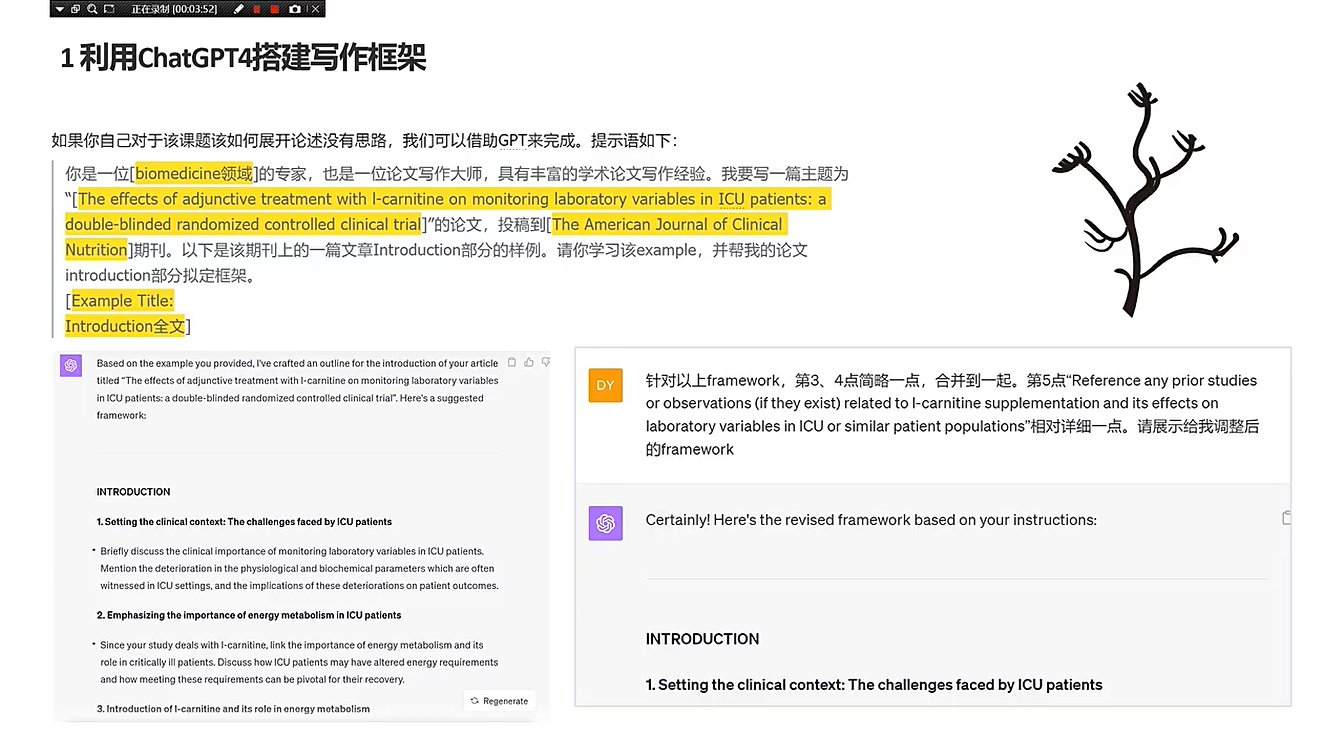 正在录制 [00:03:52]
1 利用ChatGPT4搭建写作框架
如果你自己对于该课题该如何展开论述没有思路，我们可以借助GPT来完成。提示语如下：
你是一位[biomedicine领域]的专家，也是一位论文写作大师，具有丰富的学术论文写作经验。我要写一篇主题为
“[The effects of adjunctive treatment with l-carnitine on monitoring laboratory variables in ICU patients: a
double-blinded randomized controlled clinical trial]”的论文，投稿到[The American Journal of Clinical
Nutrition]期刊。以下是该期刊上的一篇文章Introduction部分的样例。请你学习该example，并帮我的论文
introduction部分拟定框架。
[Example Title:
Introduction全文]
Based on the example you provided, I've crafted an outline for the introduction of your article
titled “The effects of adjunctive treatment with l-carnitine on monitoring laboratory variables
in ICU patients: a double-blinded randomized controlled clinical trial”. Here's a suggested
framework:
INTRODUCTION
1. Setting the clinical context: The challenges faced by ICU patients
• Briefly discuss the clinical importance of monitoring laboratory variables in ICU patients.
Mention the deterioration in the physiological and biochemical parameters which are often
witnessed in ICU settings, and the implications of these deteriorations on patient outcomes.
2. Emphasizing the importance of energy metabolism in ICU patients
• Since your study deals with l-carnitine, link the importance of energy metabolism and its
role in critically ill patients. Discuss how ICU patients may have altered energy requirements
and how meeting these requirements can be pivotal for their recovery.
Regenerate
3. Introduction of l-carnitine and its role in energy metabolism
DY
针对以上framework，第3、4点简略一点，合并到一起。第5点“Reference any prior studies
or observations (if they exist) related to l-carnitine supplementation and its effects on
laboratory variables in ICU or similar patient populations”相对详细一点。请展示给我调整后
的framework
Certainly! Here's the revised framework based on your instructions:
INTRODUCTION
1. Setting the clinical context: The challenges faced by ICU patients